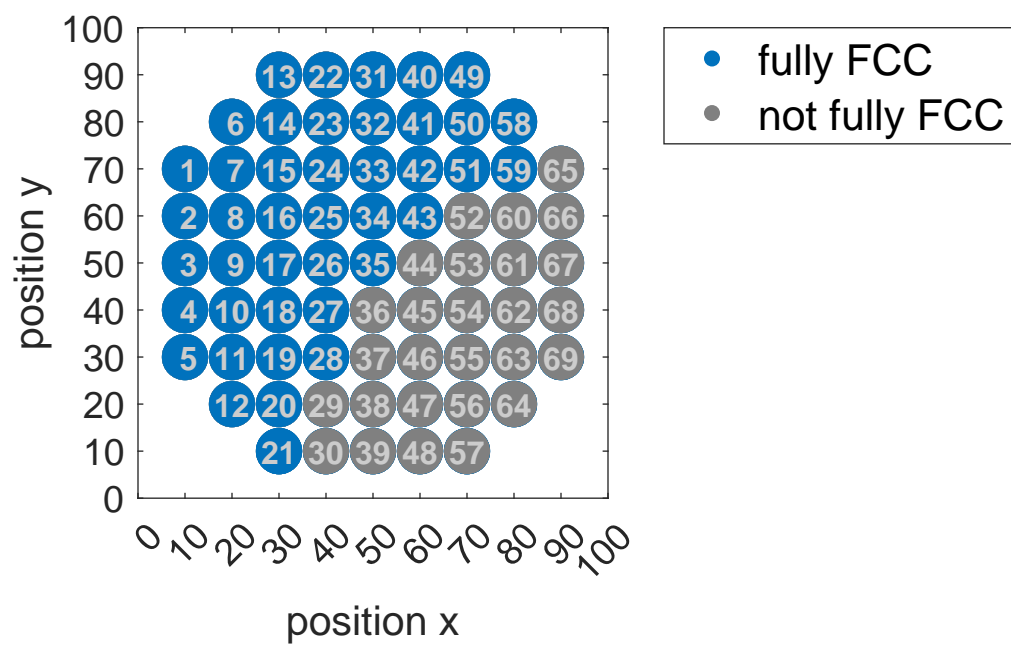 100
90
80
70
60
50
40
30
20
10
0
position y
13 22 31 40 49
6 14 23 32 41 50 58
1 7 15 24 33 42 51 59 65
2 8 16 25 34 43 52 60 66
3 9 17 26 35 44 53 61 67
4 10 18 27 36 45 54 62 68
5 11 19 28 37 46 55 63 69
12 20 29 38 47 56 64
21 30 39 48 57
0 10 20 30 40 50 60 70 80 90 100
position x
fully FCC
not fully FCC